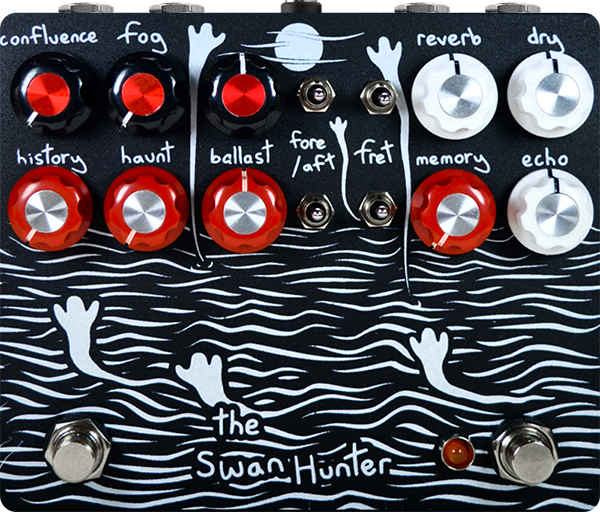 confluence fog reverb dry
history haunt ballast fore
/aft fret memory echo
the
Swan Hunter